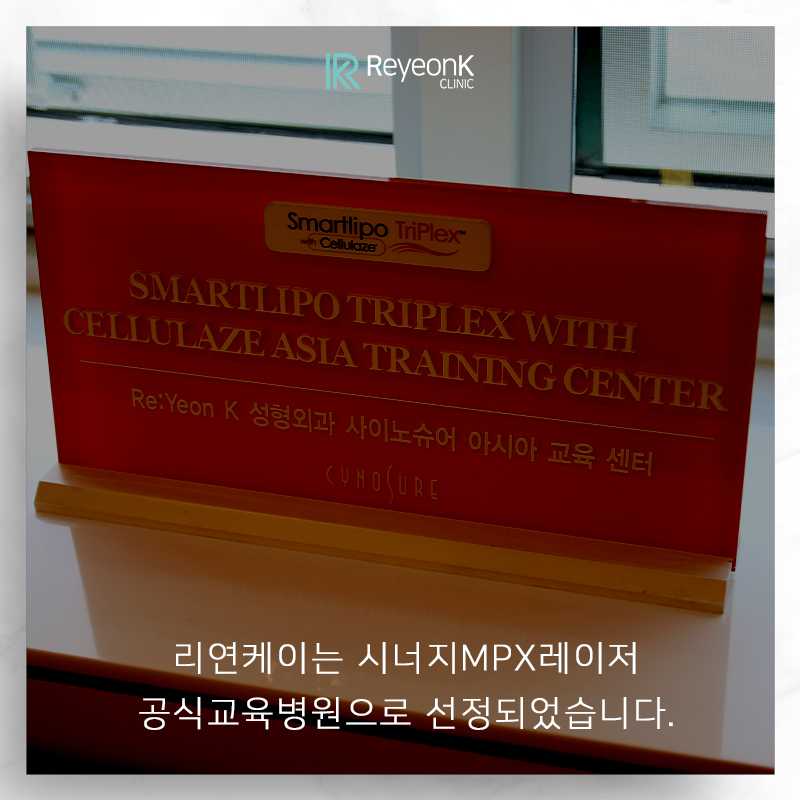 ReyeonK
CLINIC
Smartlipo TriPlex™
with Cellulaze
SMARTLIPO TRIPLEX WITH
CELLULAZE ASIA TRAINING CENTER
Re:Yeon K 성형외과 사이노슈어 아시아 교육 센터
CYNOSURE
리연케이는 시너지MPX레이저
공식교육병원으로 선정되었습니다.